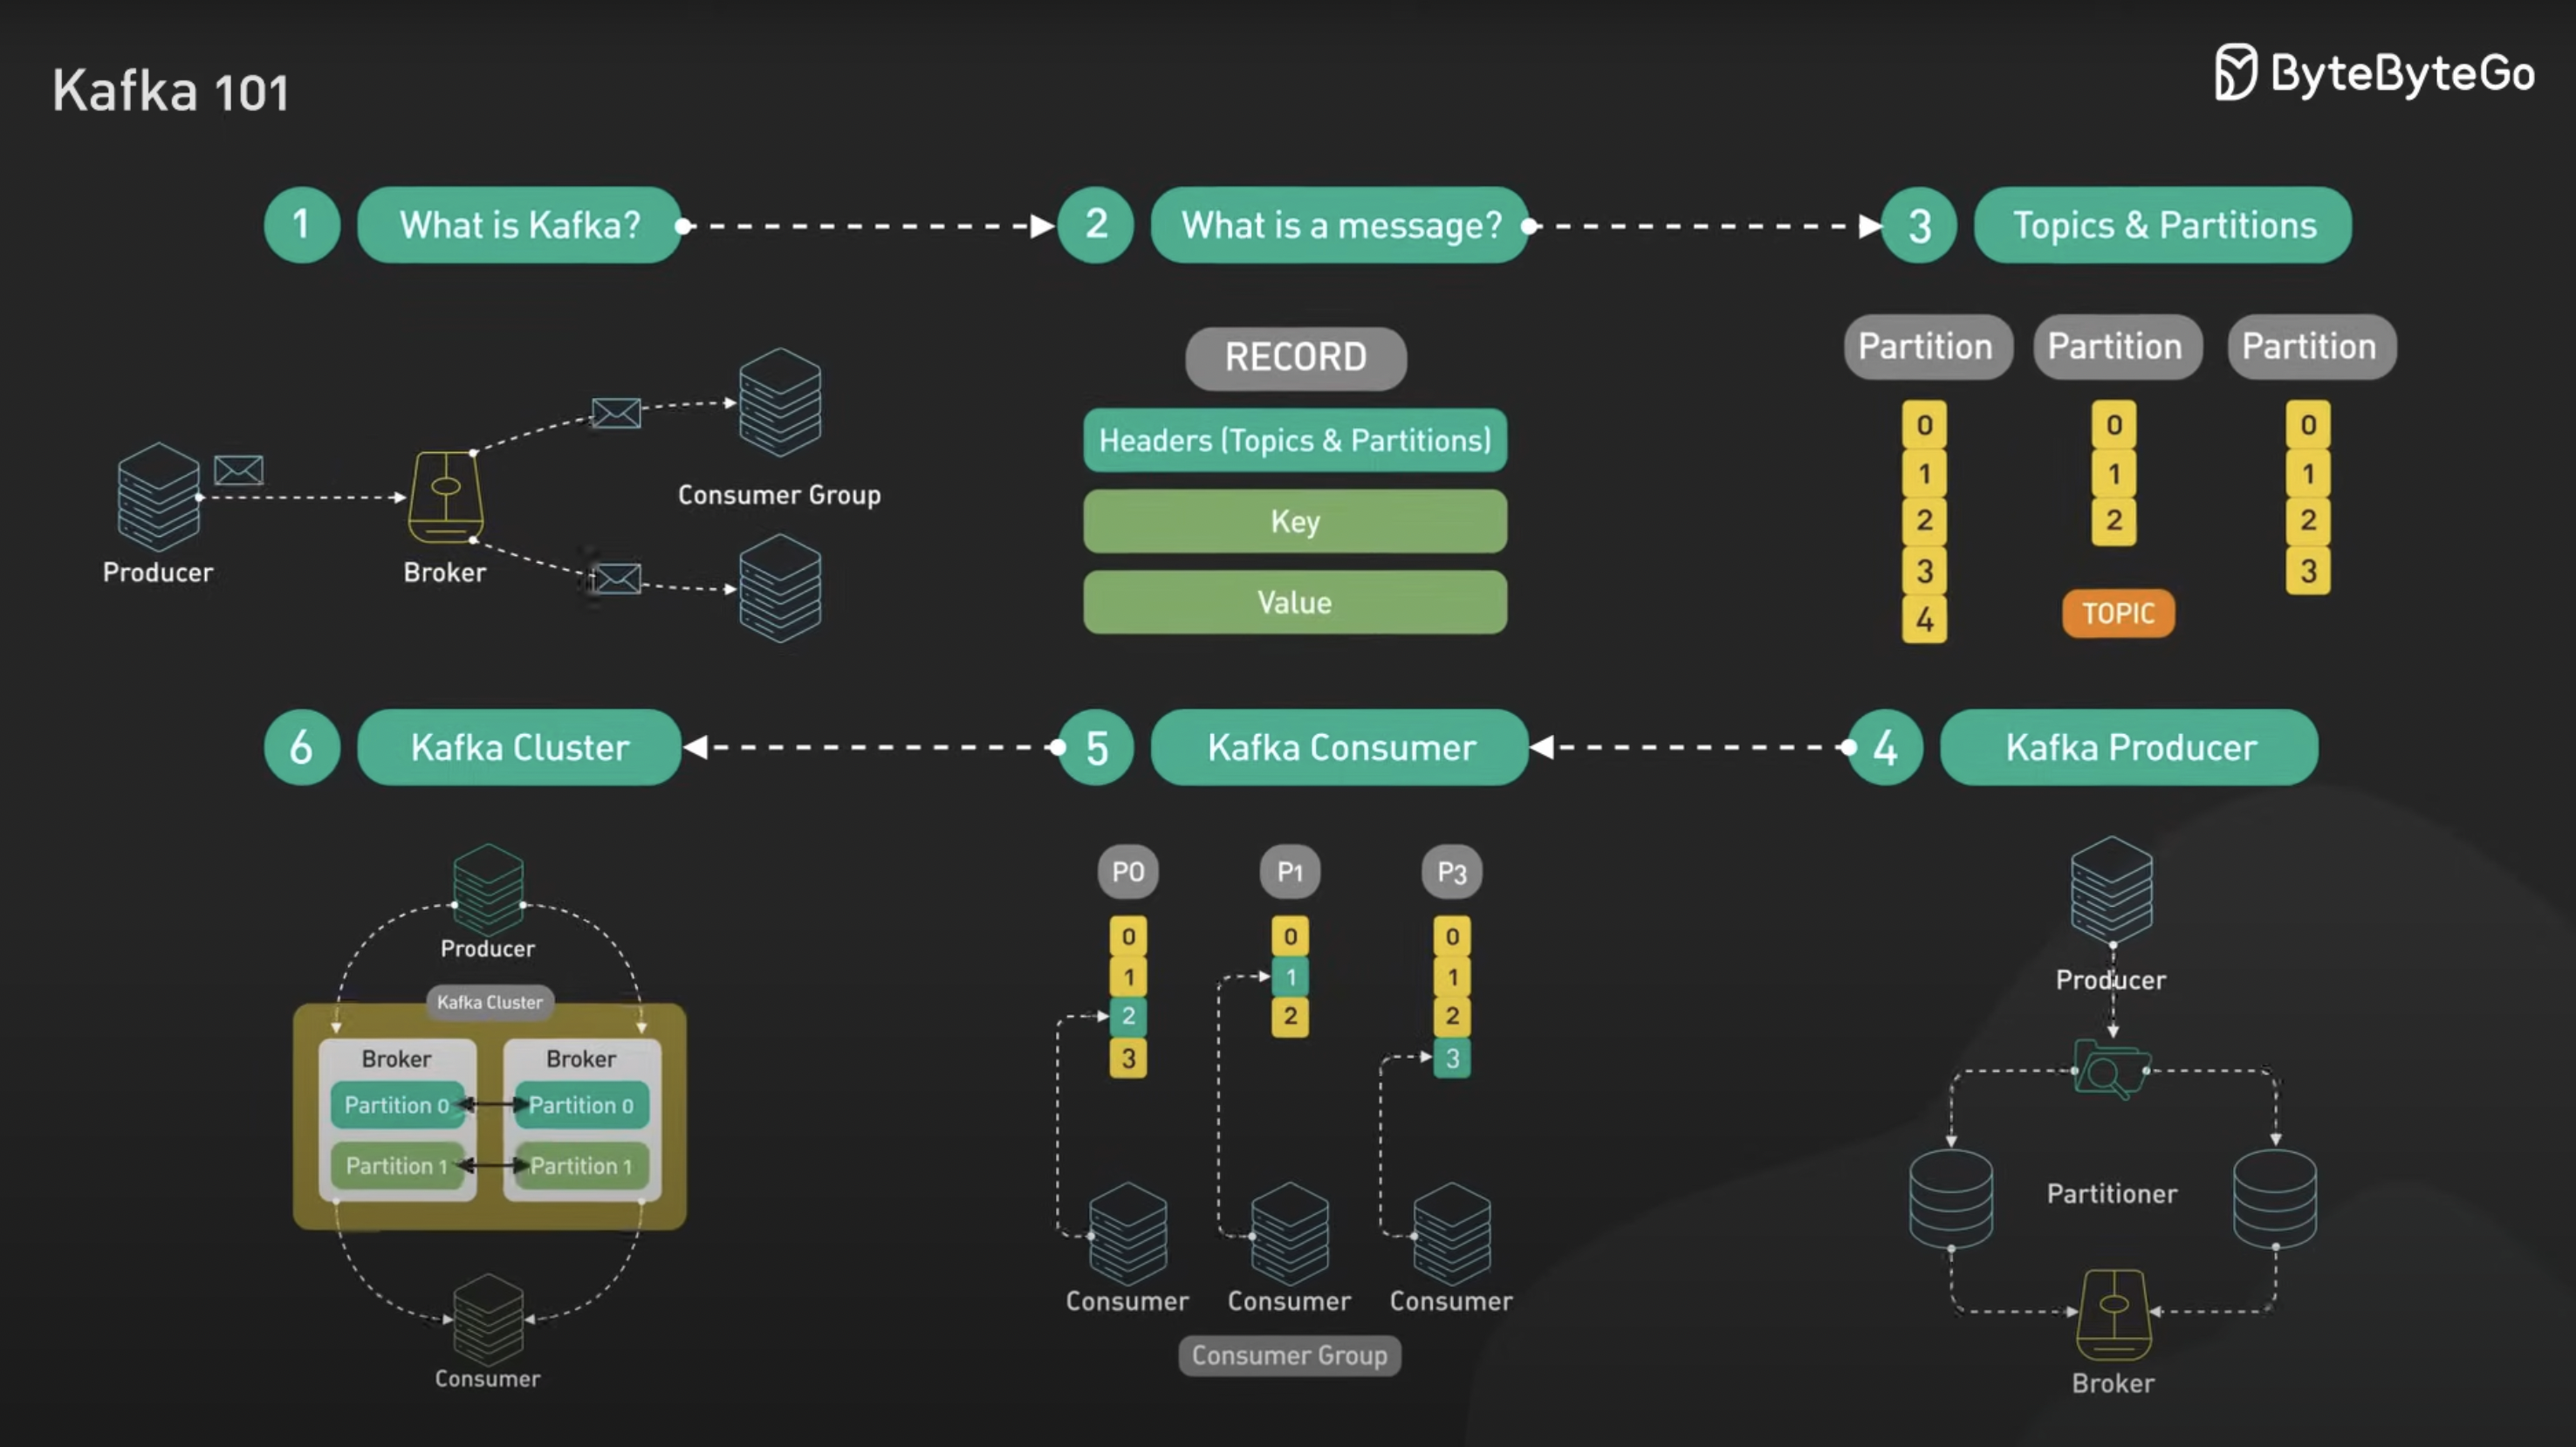 Kafka 101
ByteByteGo
1
What is Kafka?
2
What is a message?
3
Topics & Partitions
Producer
Broker
Consumer Group
RECORD
Headers (Topics & Partitions)
Key
Value
Partition
0
1
2
3
4
Partition
0
1
2
Partition
0
1
2
3
TOPIC
6
Kafka Cluster
5
Kafka Consumer
4
Kafka Producer
Producer
Kafka Cluster
Broker
Partition 0
Partition 1
Broker
Partition 0
Partition 1
Consumer
P0
0
1
2
3
P1
0
1
2
P3
0
1
2
3
Consumer
Consumer
Consumer
Consumer Group
Producer
Partitioner
Broker